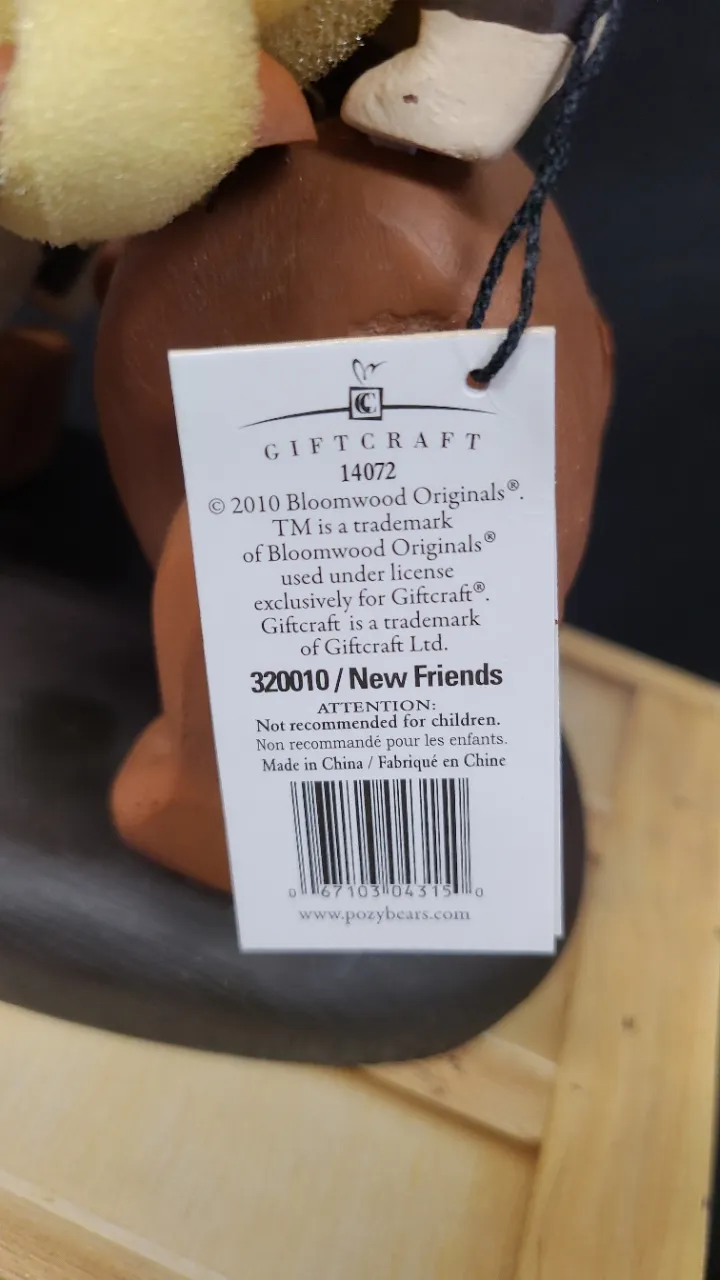 GIFTCRAFT
14072
© 2010 Bloomwood Originals®.
TM is a trademark
of Bloomwood Originals®
used under license
exclusively for Giftcraft®.
Giftcraft is a trademark
of Giftcraft Ltd.
320010 / New Friends
ATTENTION:
Not recommended for children.
Non recommandé pour les enfants.
Made in China / Fabriqué en Chine
0 67103 04315 0
www.pozybears.com